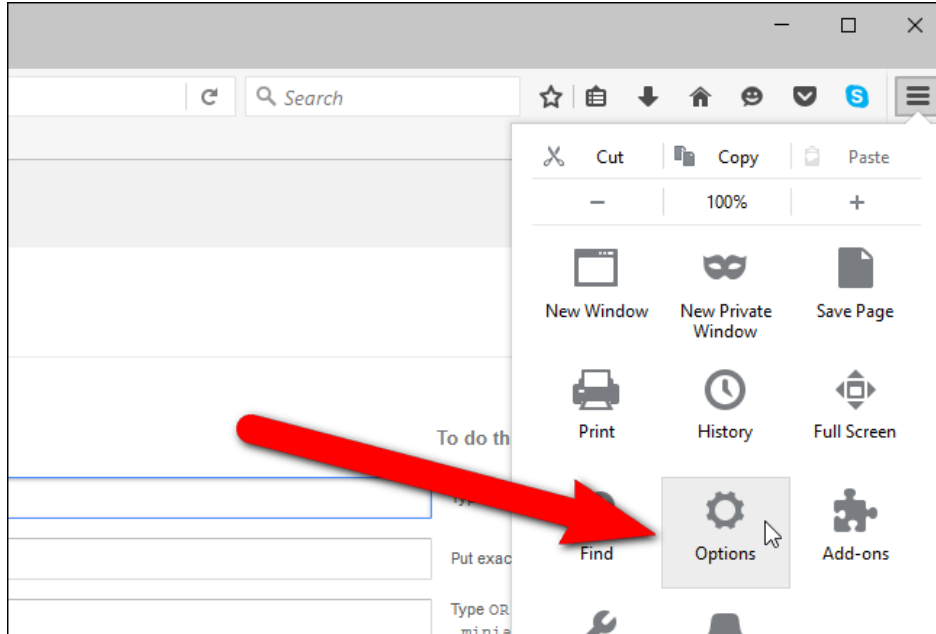 Search
S
Cut Copy Paste
− 100% +
New Window New Private Window Save Page
Print History Full Screen
To do th
Find Options Add-ons
Put exac
Type OR